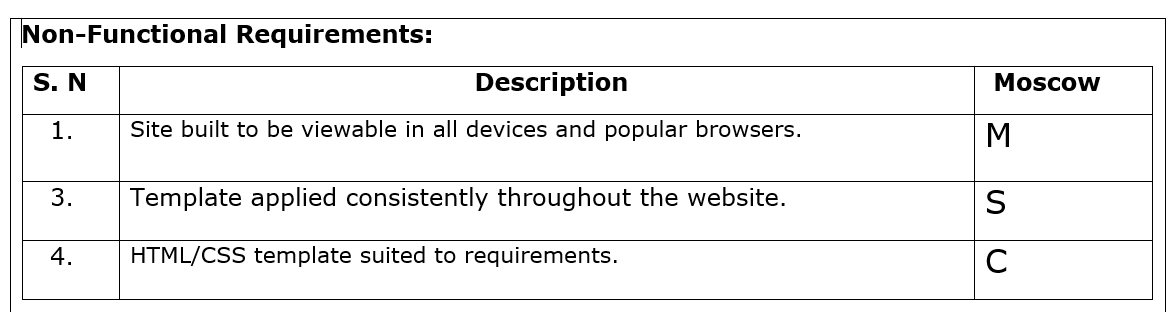 Non-Functional Requirements:
S. N Description Moscow
1. Site built to be viewable in all devices and popular browsers. M
3. Template applied consistently throughout the website. S
4. HTML/CSS template suited to requirements. C